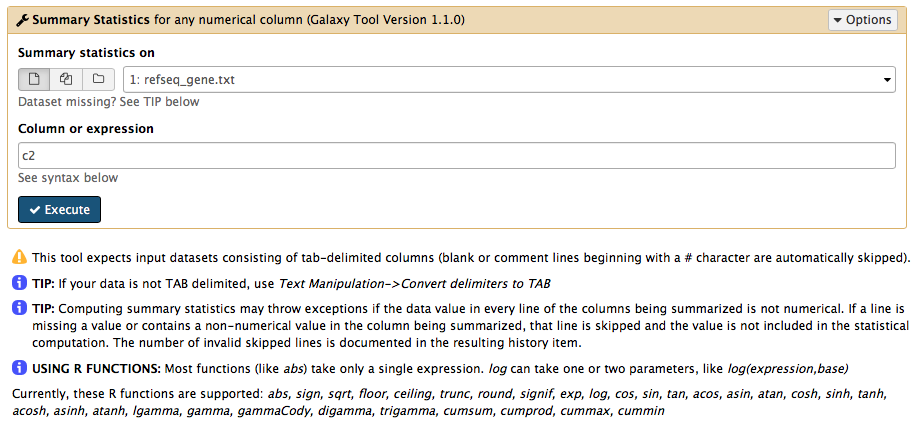 Summary Statistics for any numerical column (Galaxy Tool Version 1.1.0)
Options
Summary statistics on
1: refseq_gene.txt
Dataset missing? See TIP below
Column or expression
c2
See syntax below
Execute
This tool expects input datasets consisting of tab-delimited columns (blank or comment lines beginning with a # character are automatically skipped).
TIP: If your data is not TAB delimited, use Text Manipulation->Convert delimiters to TAB
TIP: Computing summary statistics may throw exceptions if the data value in every line of the columns being summarized is not numerical. If a line is
missing a value or contains a non-numerical value in the column being summarized, that line is skipped and the value is not included in the statistical
computation. The number of invalid skipped lines is documented in the resulting history item.
USING R FUNCTIONS: Most functions (like abs) take only a single expression. log can take one or two parameters, like log(expression,base)
Currently, these R functions are supported: abs, sign, sqrt, floor, ceiling, trunc, round, signif, exp, log, cos, sin, tan, acos, asin, atan, cosh, sinh, tanh,
acosh, asinh, atanh, lgamma, gamma, gammaCody, digamma, trigamma, cumsum, cumprod, cummax, cummin